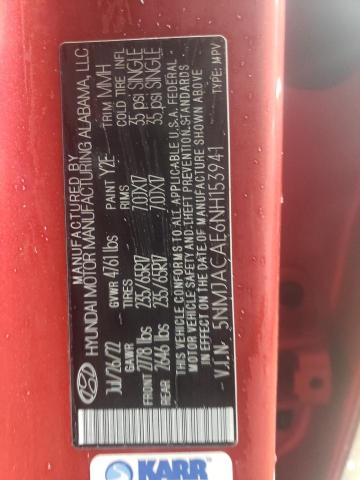 MANUFACTURED BY
HYUNDAI MOTOR MANUFACTURING ALABAMA, LLC
PAINT Y2E TRIM MMH
GVWR 4761 lbs
GAWR TIRES RIMS COLD TIRE INFL
FRONT 2778 lbs 235/65R17 7.0JX17 35 psi SINGLE
REAR 2646 lbs 235/65R17 7.0JX17 35 psi SINGLE
THIS VEHICLE CONFORMS TO ALL APPLICABLE U.S.A. FEDERAL
MOTOR VEHICLE SAFETY, THEFT PREVENTION AND BUMPER
STANDARDS IN EFFECT ON THE DATE OF MANUFACTURE SHOWN ABOVE
V.I.N: 5NMJACAE6NH153941 TYPE: MPV
KARR